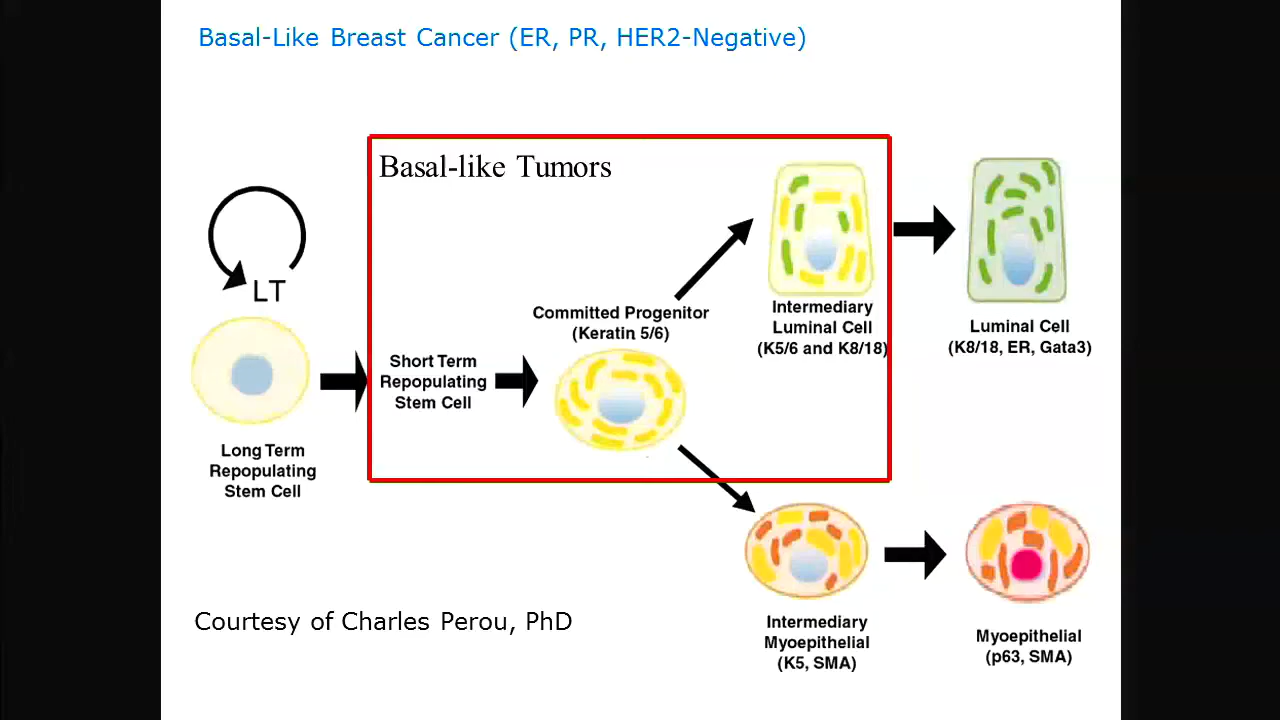 Basal-Like Breast Cancer (ER, PR, HER2-Negative)
Basal-like Tumors
LT
Long Term
Repopulating
Stem Cell
Short Term
Repopulating
Stem Cell
Committed Progenitor
(Keratin 5/6)
Intermediary
Luminal Cell
(K5/6 and K8/18)
Luminal Cell
(K8/18, ER, Gata3)
Intermediary
Myoepithelial
(K5, SMA)
Myoepithelial
(p63, SMA)
Courtesy of Charles Perou, PhD